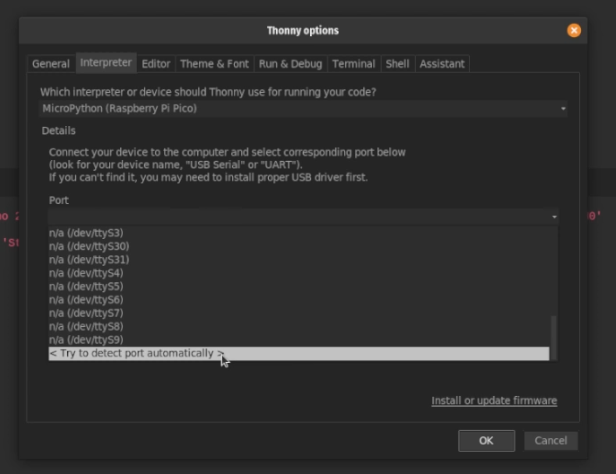 Thonny options
General Interpreter Editor Theme & Font Run & Debug Terminal Shell Assistant
Which interpreter or device should Thonny use for running your code?
MicroPython (Raspberry Pi Pico)
Details
Connect your device to the computer and select corresponding port below
(look for your device name, "USB Serial" or "UART").
If you can't find it, you may need to install proper USB driver first.
Port
n/a (/dev/ttyS3)
n/a (/dev/ttyS30)
n/a (/dev/ttyS31)
n/a (/dev/ttyS4)
n/a (/dev/ttyS5)
n/a (/dev/ttyS6)
n/a (/dev/ttyS7)
n/a (/dev/ttyS8)
n/a (/dev/ttyS9)
< Try to detect port automatically >
Install or update firmware
OK Cancel